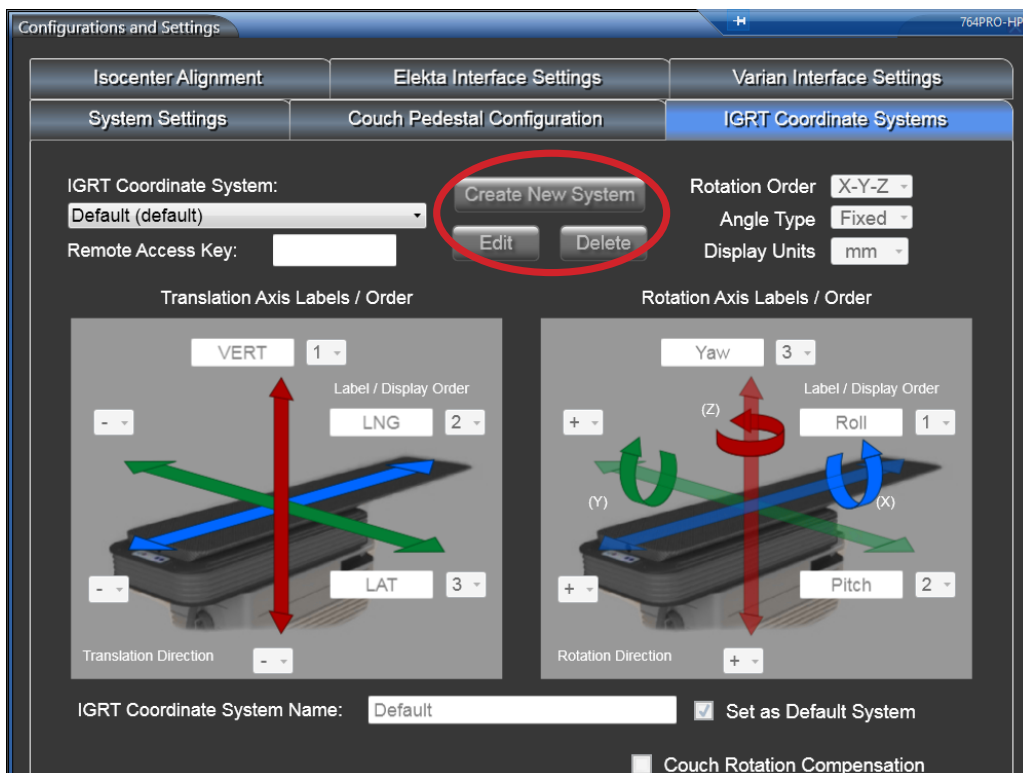 Configurations and Settings
764PRO-HP
Isocenter Alignment
Elekta Interface Settings
Varian Interface Settings
System Settings
Couch Pedestal Configuration
IGRT Coordinate Systems
IGRT Coordinate System:
Default (default)
Remote Access Key:
Create New System
Edit
Delete
Rotation Order X-Y-Z
Angle Type Fixed
Display Units mm
Translation Axis Labels / Order
VERT 1
Label / Display Order
- LNG 2
LAT 3
-
Translation Direction -
Rotation Axis Labels / Order
Yaw 3
Label / Display Order
+ (Z) Roll 1
(Y) (X)
+ Pitch 2
Rotation Direction +
IGRT Coordinate System Name: Default
Set as Default System
Couch Rotation Compensation